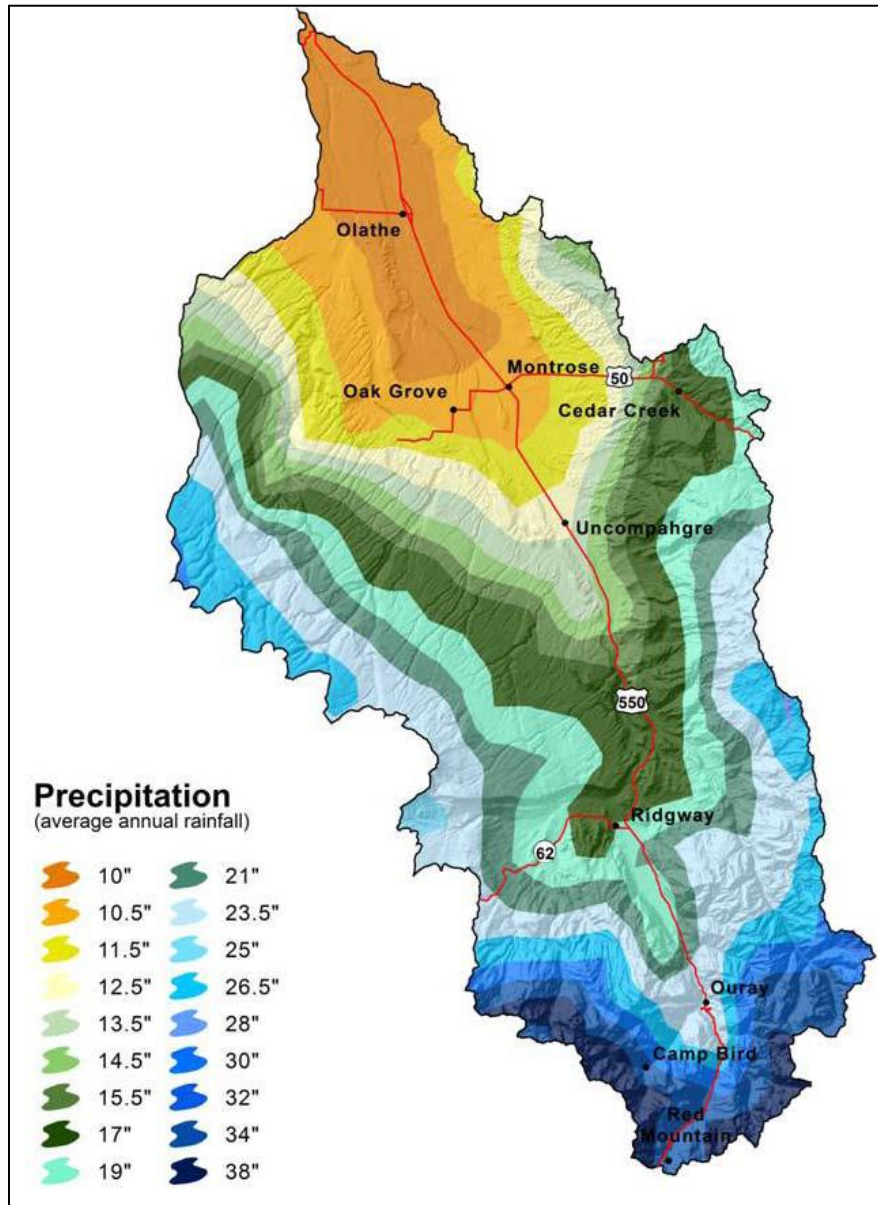 Olathe
Montrose
50
Oak Grove
Cedar Creek
Uncompahgre
550
Ridgway
62
Ouray
Camp Bird
Red
Mountain
Precipitation
(average annual rainfall)
10" 21"
10.5" 23.5"
11.5" 25"
12.5" 26.5"
13.5" 28"
14.5" 30"
15.5" 32"
17" 34"
19" 38"